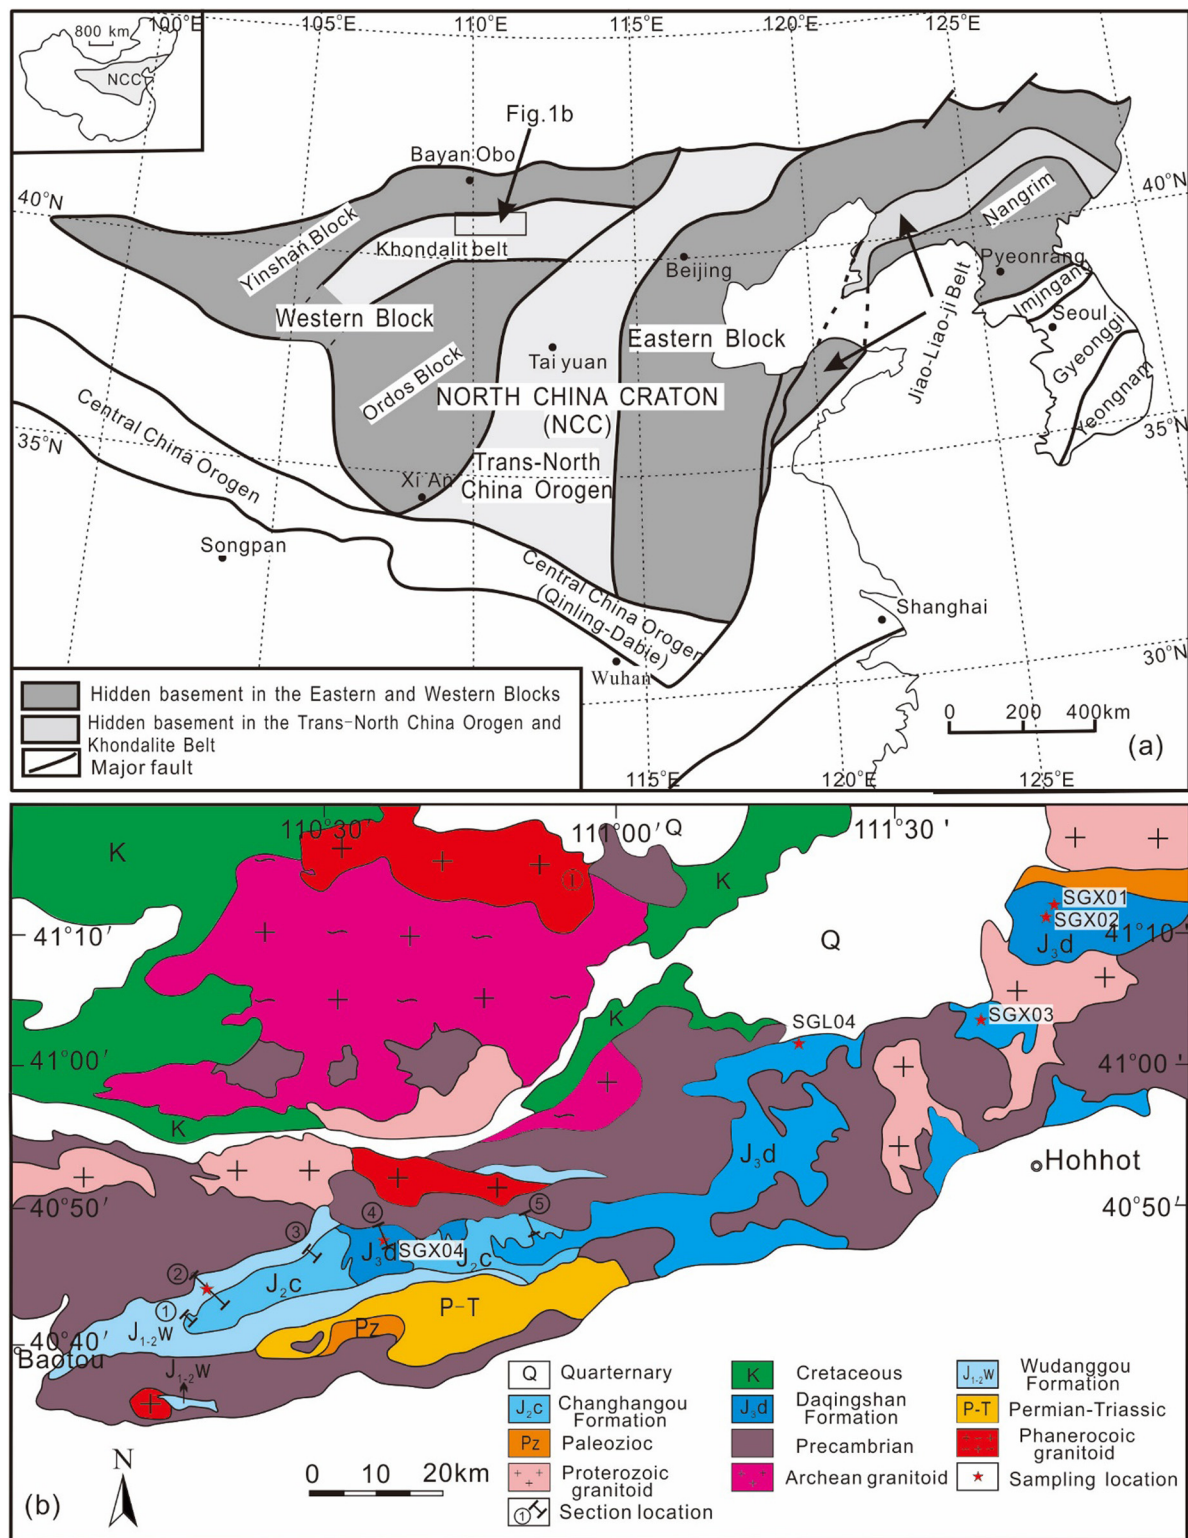 100°E
105°E
110°E
115°E
120°E
125°E
800 km
NCC
Fig.1b
Bayan Obo
40°N
40°N
Yinshan Block
Khondalit belt
Nangrim
Beijing
Pyeonrang
Imjngang
Western Block
Seoul
Eastern Block
Tai yuan
Jiao-Liao-ji Belt
Gyeonggi
Ordos Block
NORTH CHINA CRATON
(NCC)
Yeongnam
Central China Orogen
35°N
35°N
Trans-North
China Orogen
Xi An
Songpan
Central China Orogen
(Qinling-Dabie)
Shanghai
Wuhan
30°N
Hidden basement in the Eastern and Western Blocks
Hidden basement in the Trans-North China Orogen and
Khondalite Belt
Major fault
0 200 400km
(a)
115°E
120°E
125°E
110°30′
111°00′
Q
111°30′
K
K
SGX01
SGX02
41°10′
41°10′
J₃d
Q
SGX03
K
SGL04
41°00′
41°00′
K
J₃d
Hohhot
40°50′
40°50′
③
④
⑤
J₃d
SGX04
J₂c
②
J₂c
①
P-T
J₁₋₂w
Pz
40°40′
Baotou
J₁₋₂w
Q Quarternary
K Cretaceous
J₁₋₂w Wudanggou
Formation
J₂c Changhangou
Formation
J₃d Daqingshan
Formation
P-T Permian-Triassic
Pz Paleozioc
Precambrian
Phanerocoic
granitoid
Proterozoic
granitoid
Archean granitoid
Sampling location
① Section location
N
0 10 20km
(b)